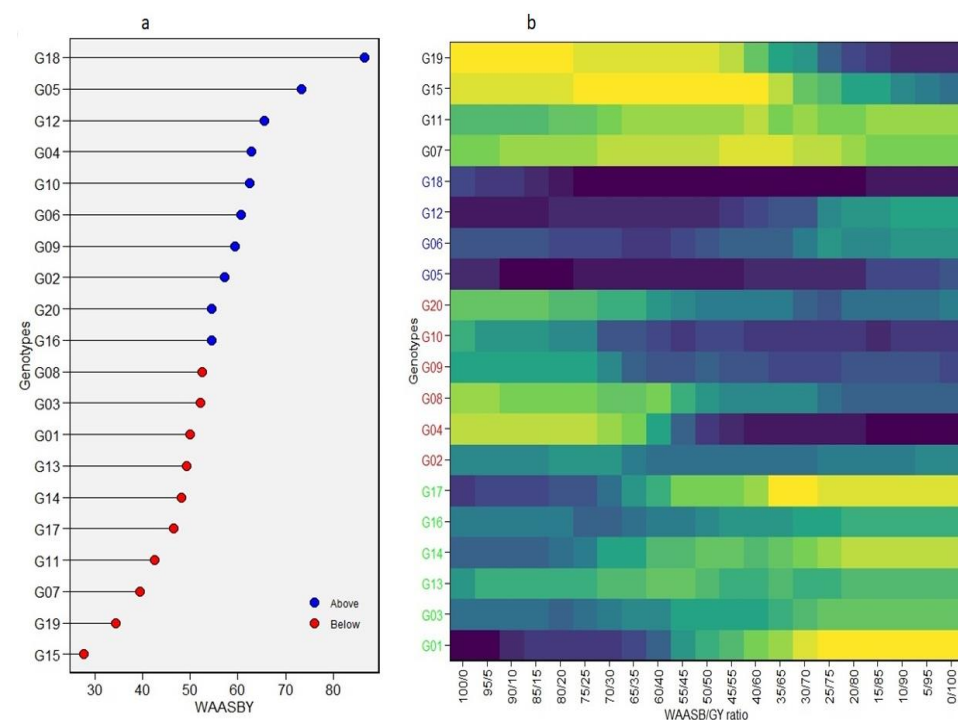 a
G18
G05
G12
G04
G10
G06
G09
G02
G20
G16
G08
G03
G01
G13
G14
G17
G11
G07
G19
G15
Genotypes
Above
Below
30 40 50 60 70 80
WAASBY
b
G19
G15
G11
G07
G18
G12
G06
G05
G20
G10
G09
G08
G04
G02
G17
G16
G14
G13
G03
G01
Genotypes
100/0
95/5
90/10
85/15
80/20
75/25
70/30
65/35
60/40
55/45
50/50
45/55
40/60
35/65
30/70
25/75
20/80
15/85
10/90
5/95
0/100
WAASB/GY ratio